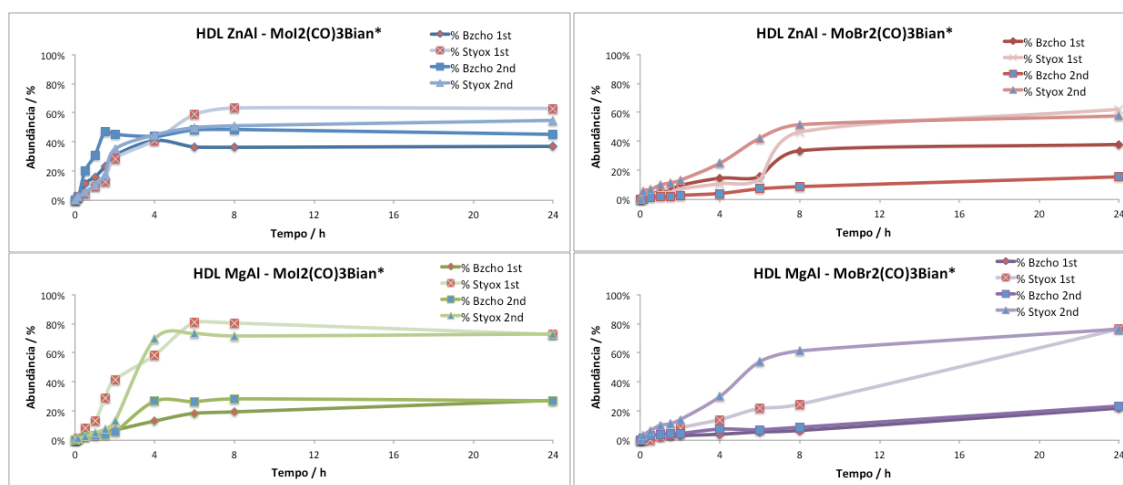 HDL ZnAl - MoI2(CO)3Bian*
% Bzcho 1st
% Styox 1st
% Bzcho 2nd
% Styox 2nd
100%
80%
60%
40%
20%
0%
Abundância / %
0
4
8
12
16
20
24
Tempo / h
HDL ZnAl - MoBr2(CO)3Bian*
% Bzcho 1st
% Styox 1st
% Bzcho 2nd
% Styox 2nd
100%
80%
60%
40%
20%
0%
Abundância / %
0
4
8
12
16
20
24
Tempo / h
HDL MgAl - MoI2(CO)3Bian*
% Bzcho 1st
% Styox 1st
% Bzcho 2nd
% Styox 2nd
100%
80%
60%
40%
20%
0%
Abundância / %
0
4
8
12
16
20
24
Tempo / h
HDL MgAl - MoBr2(CO)3Bian*
% Bzcho 1st
% Styox 1st
% Bzcho 2nd
% Styox 2nd
100%
80%
60%
40%
20%
0%
Abundância / %
0
4
8
12
16
20
24
Tempo / h